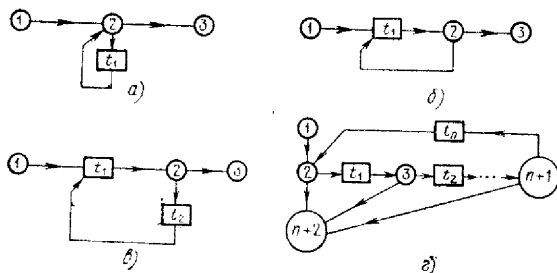 1 2 3
t₁
а)
1 t₁ 2 3
б)
1 t₁ 2 3
t₂
в)
1
tₙ
2 t₁ 3 t₂ ... n+1
n+2
г)